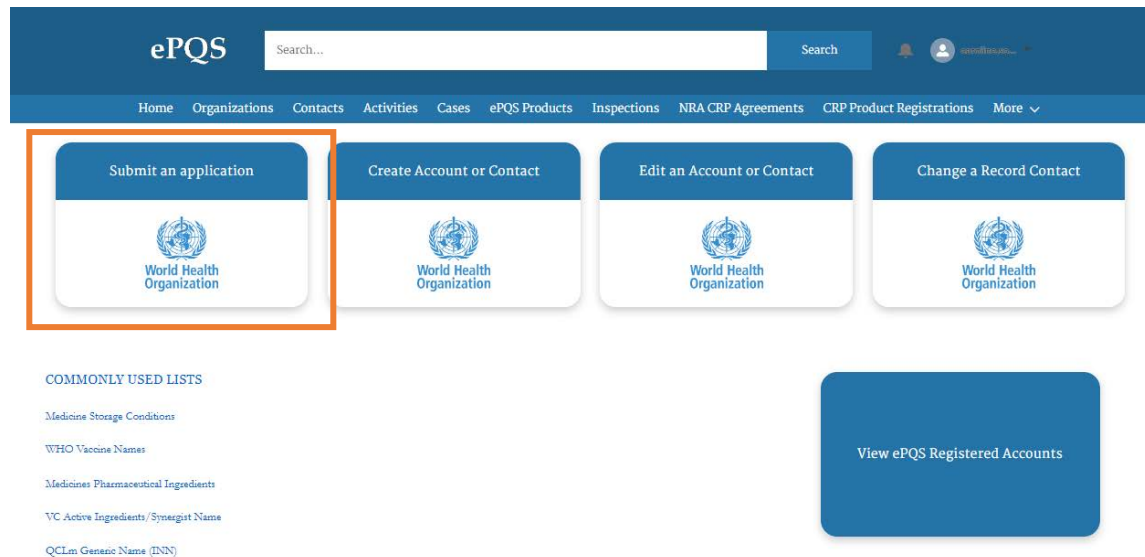 ePQS
Search...
Search
Home Organizations Contacts Activities Cases ePQS Products Inspections NRA CRP Agreements CRP Product Registrations More
Submit an application
Create Account or Contact
Edit an Account or Contact
Change a Record Contact
World Health
Organization
World Health
Organization
World Health
Organization
World Health
Organization
COMMONLY USED LISTS
Medicine Storage Conditions
WHO Vaccine Names
Medicines Pharmaceutical Ingredients
VC Active Ingredients/Synergist Name
QCLm Generic Name (INN)
View ePQS Registered Accounts